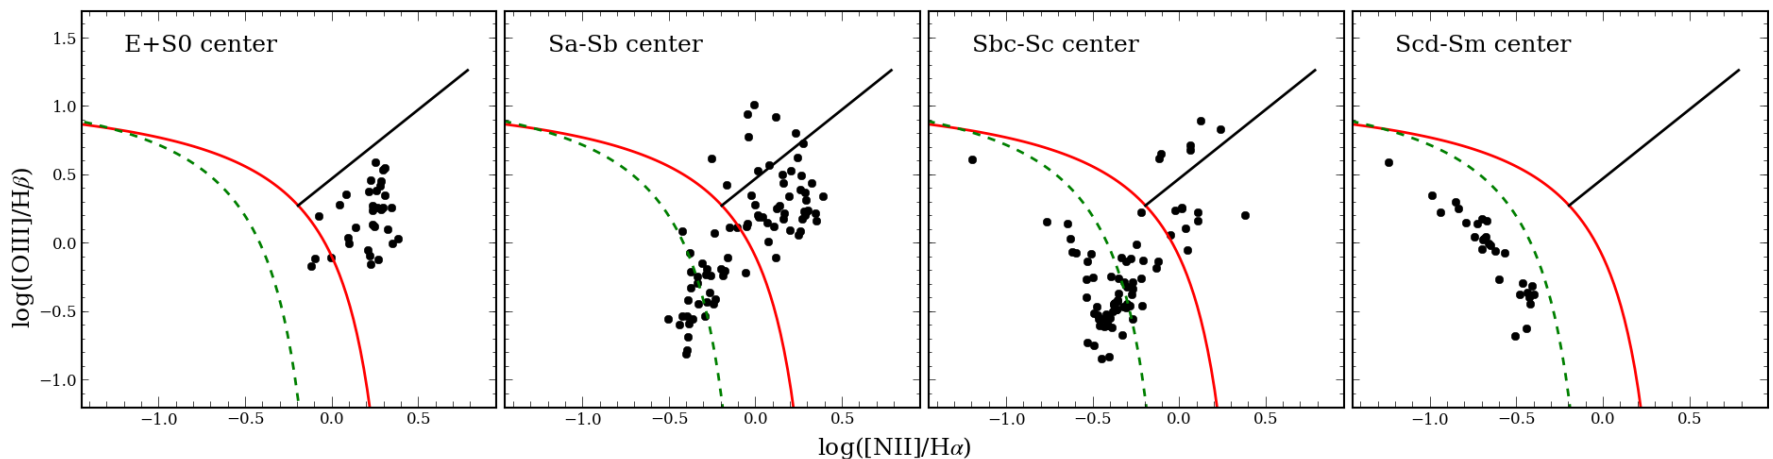 E+S0 center
Sa-Sb center
Sbc-Sc center
Scd-Sm center
log([OIII]/Hβ)
1.5
1.0
0.5
0.0
−0.5
−1.0
−1.0 −0.5 0.0 0.5
−1.0 −0.5 0.0 0.5
−1.0 −0.5 0.0 0.5
−1.0 −0.5 0.0 0.5
log([NII]/Hα)